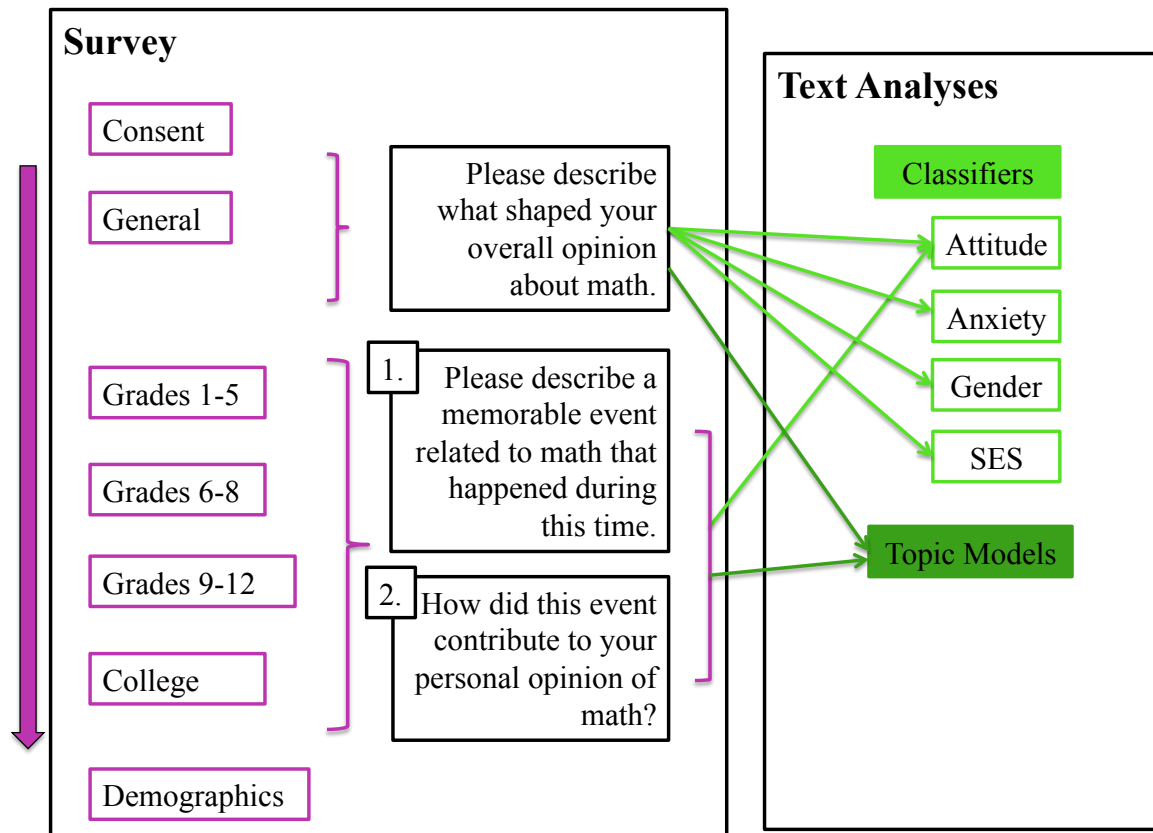 Survey
Consent
General
Please describe
what shaped your
overall opinion
about math.
Grades 1-5
Grades 6-8
Grades 9-12
College
Demographics
1.
Please describe a
memorable event
related to math that
happened during
this time.
2.
How did this event
contribute to your
personal opinion of
math?
Text Analyses
Classifiers
Attitude
Anxiety
Gender
SES
Topic Models